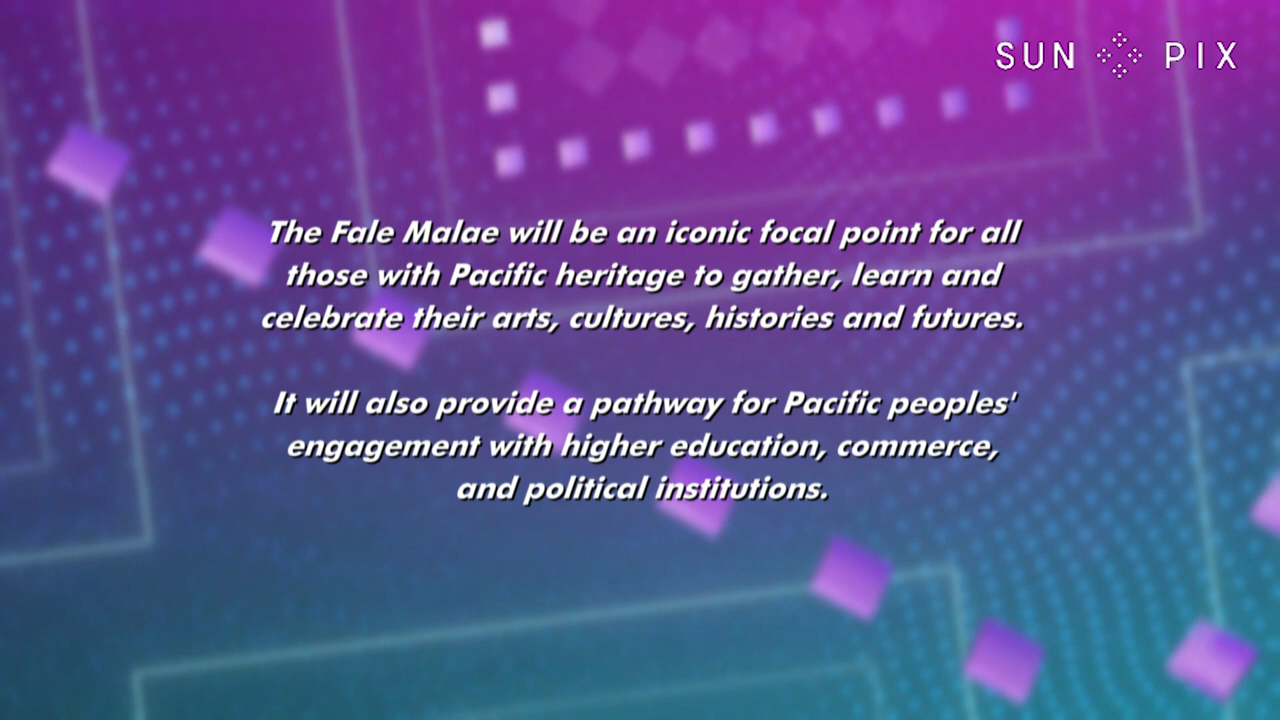 SUN PIX
The Fale Malae will be an iconic focal point for all
those with Pacific heritage to gather, learn and
celebrate their arts, cultures, histories and futures.
It will also provide a pathway for Pacific peoples'
engagement with higher education, commerce,
and political institutions.